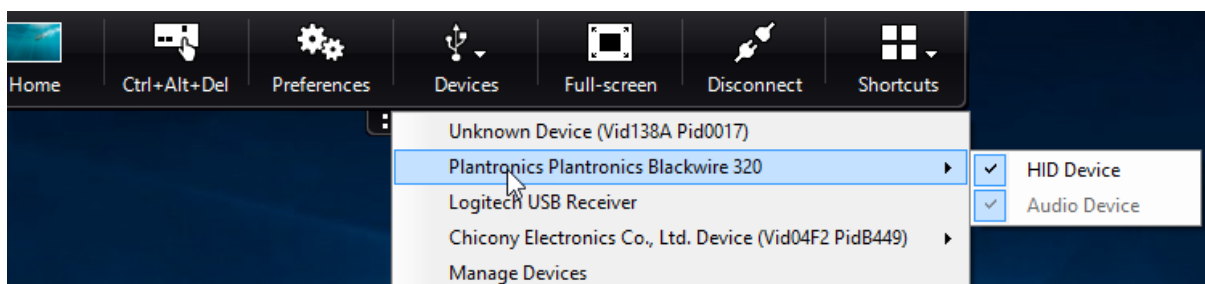 Home
Ctrl+Alt+Del
Preferences
Devices
Full-screen
Disconnect
Shortcuts
Unknown Device (Vid138A Pid0017)
Plantronics Plantronics Blackwire 320
HID Device
Logitech USB Receiver
Audio Device
Chicony Electronics Co., Ltd. Device (Vid04F2 PidB449)
Manage Devices